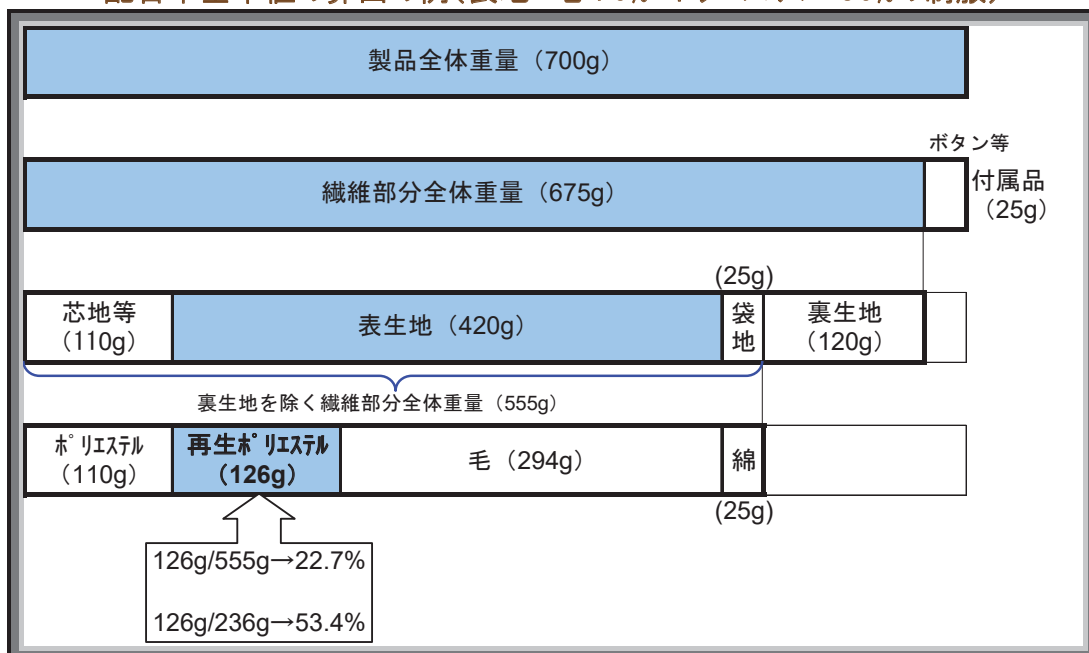 製品全体重量（700g）
ボタン等
繊維部分全体重量（675g）
付属品
（25g）
(25g)
芯地等
（110g）
表生地（420g）
袋
地
裏生地
（120g）
裏生地を除く繊維部分全体重量（555g）
ﾎﾟﾘｴｽﾃﾙ
（110g）
再生ﾎﾟﾘｴｽﾃﾙ
（126g）
毛（294g）
綿
(25g)
126g/555g→22.7%
126g/236g→53.4%